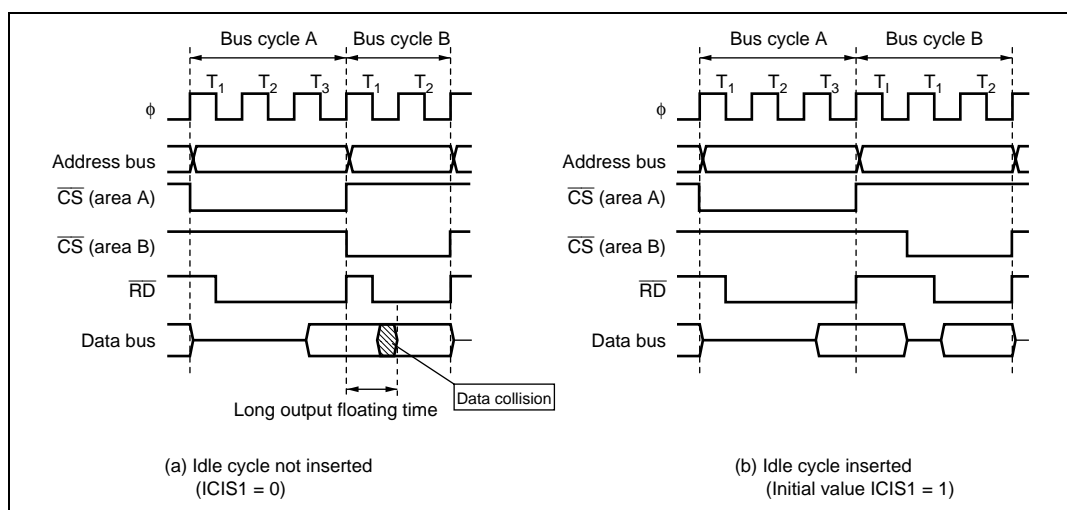 Bus cycle A Bus cycle B
T1 T2 T3 T1 T2
φ
Address bus
CS (area A)
CS (area B)
RD
Data bus
Data collision
Long output floating time
(a) Idle cycle not inserted
(ICIS1 = 0)
Bus cycle A Bus cycle B
T1 T2 T3 TI T1 T2
φ
Address bus
CS (area A)
CS (area B)
RD
Data bus
(b) Idle cycle inserted
(Initial value ICIS1 = 1)